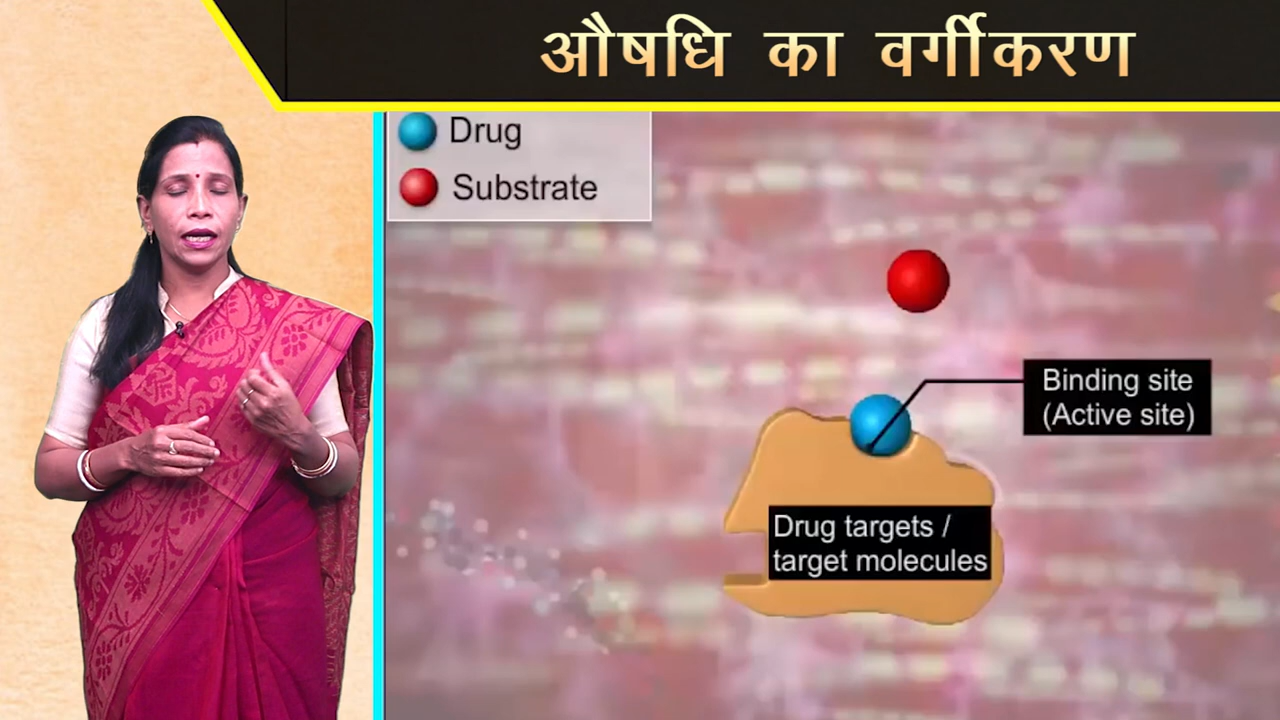 औषधि का वर्गीकरण
Drug
Substrate
Binding site
(Active site)
Drug targets /
target molecules